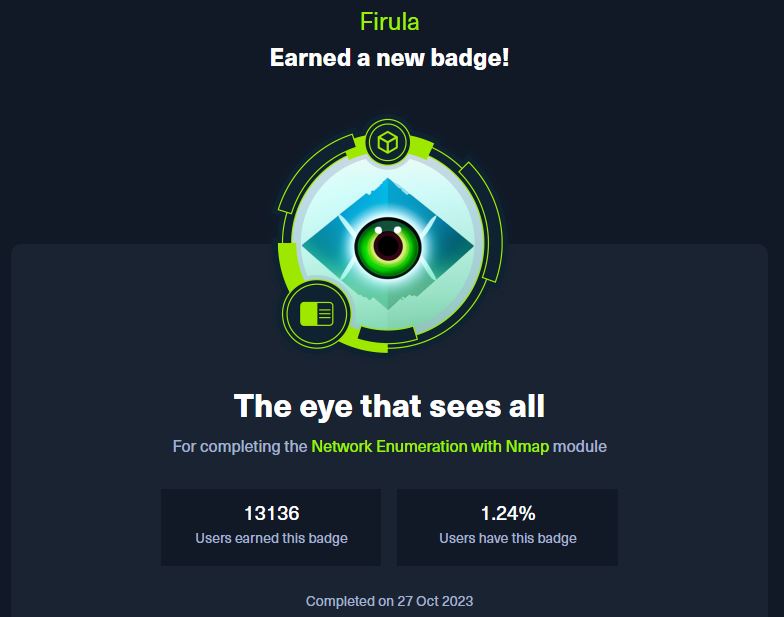 Firula
Earned a new badge!
The eye that sees all
For completing the Network Enumeration with Nmap module
13136
Users earned this badge
1.24%
Users have this badge
Completed on 27 Oct 2023